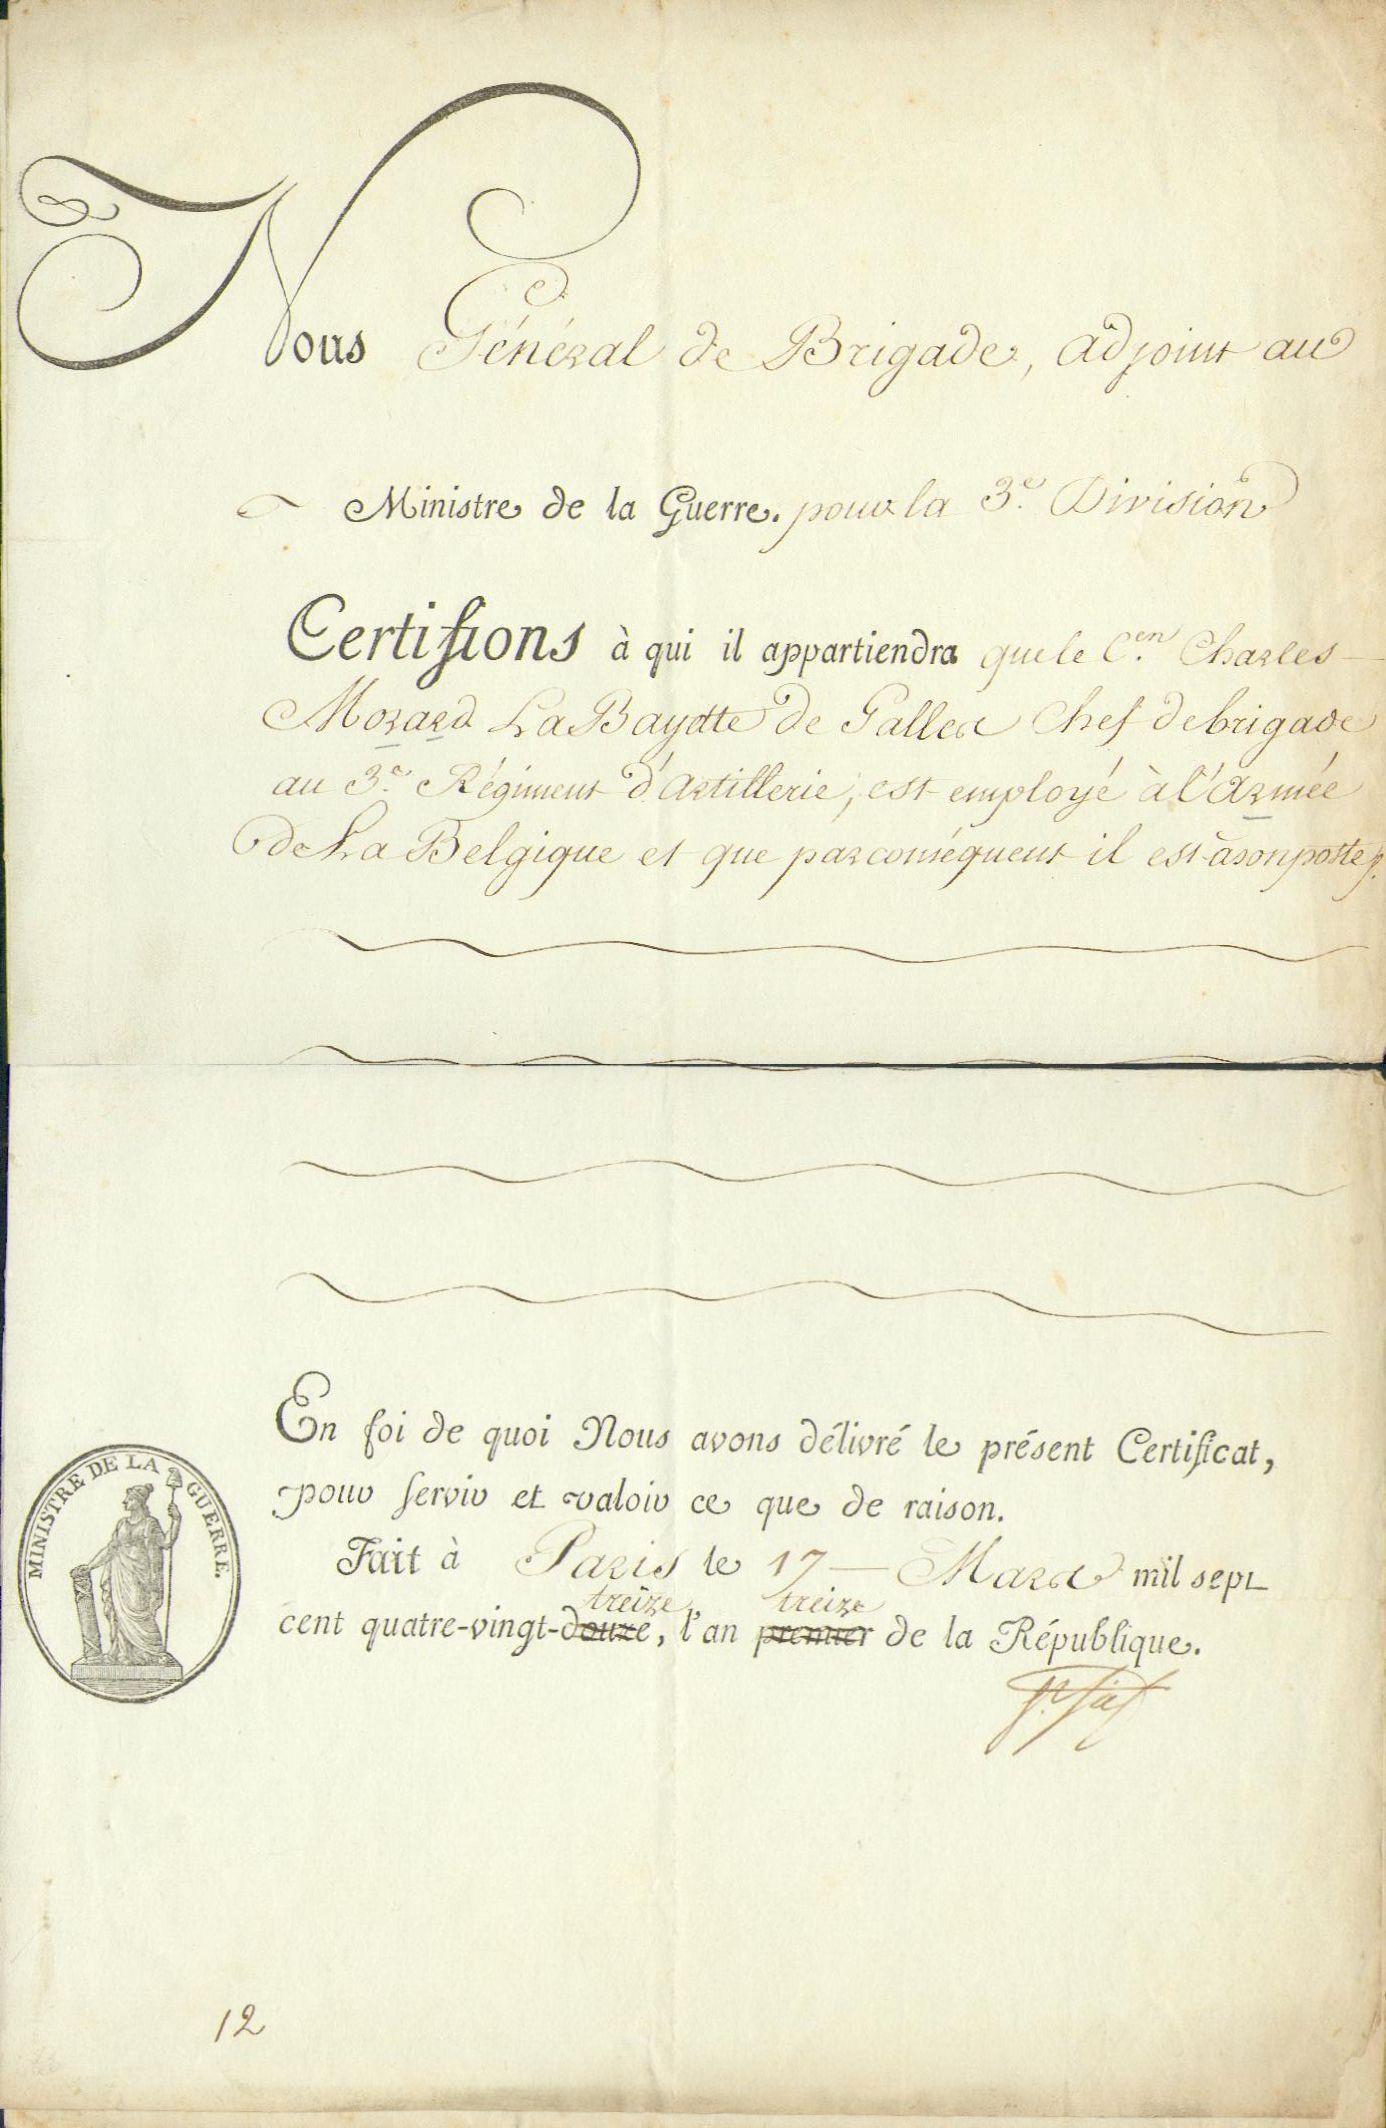 Nous Général de Brigade, adjoint au
Ministre de la Guerre. pour la 3.e Division
Certifions à qui il appartiendra que le C.en Charles
Morard La Bayette de Galles Chef de brigade
au 3.e Régiment d'Artillerie, est employé à l'Armée
de La Belgique et que par conséquent il est à son poste
En foi de quoi Nous avons délivré le présent Certificat,
pour servir et valoir ce que de raison.
Fait à Paris le 17 Mars mil sept
treize treize
cent quatre-vingt-douze, l'an premier de la République.
MINISTRE DE LA GUERRE.
12